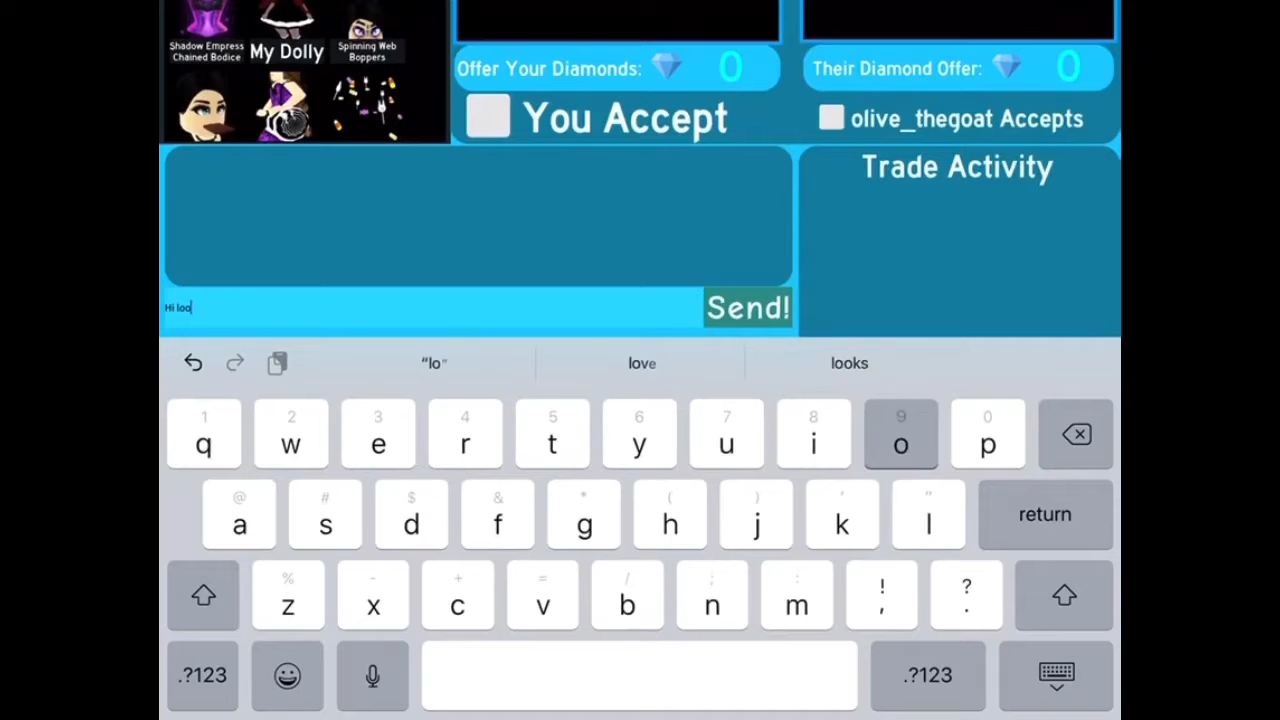 Shadow Empress
Chained Bodice
My Dolly
Spinning Web
Boppers
Offer Your Diamonds: 0
Their Diamond Offer: 0
You Accept
olive_thegoat Accepts
Trade Activity
Hi loo
Send!
“lo”
love
looks
1 2 3 4 5 6 7 8 9 0
q w e r t y u i o p
@ # $ & * ( ) ' "
a s d f g h j k l return
% - + = / ; : ! ?
z x c v b n m , .
.?123 .?123